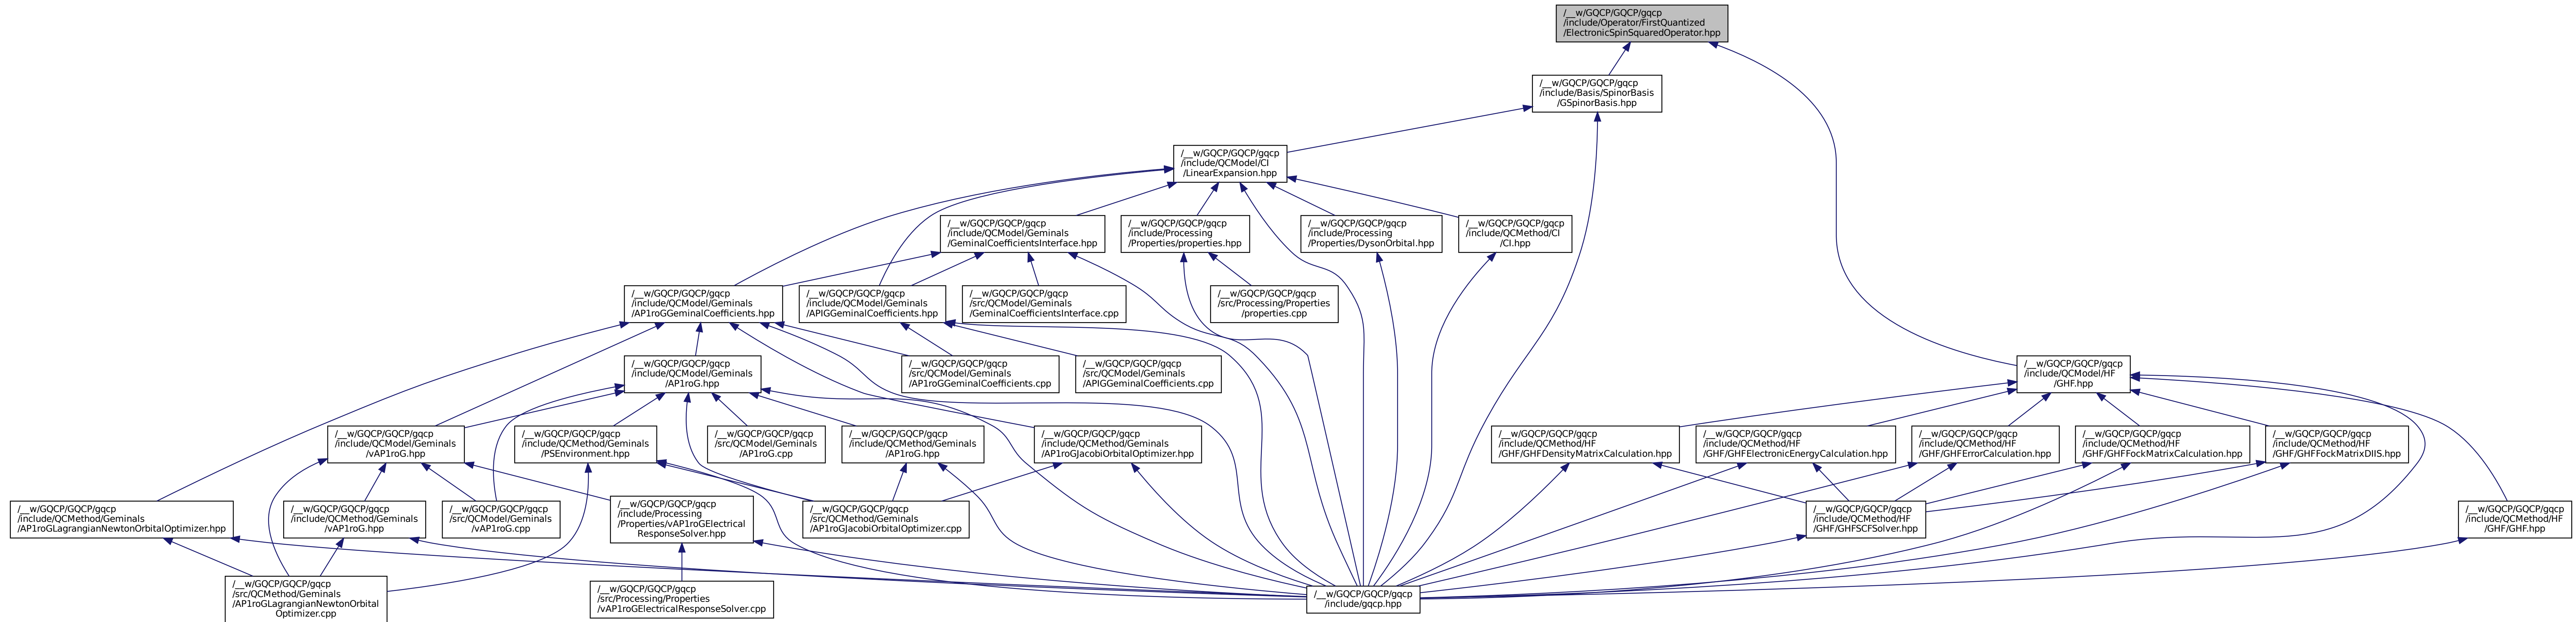 /__w/GQCP/GQCP/gqcp
/include/Operator/FirstQuantized
/ElectronicSpinSquaredOperator.hpp
/__w/GQCP/GQCP/gqcp
/include/Basis/SpinorBasis
/GSpinorBasis.hpp
/__w/GQCP/GQCP/gqcp
/include/QCModel/CI
/LinearExpansion.hpp
/__w/GQCP/GQCP/gqcp
/include/QCModel/Geminals
/GeminalCoefficientsInterface.hpp
/__w/GQCP/GQCP/gqcp
/include/Processing
/Properties/properties.hpp
/__w/GQCP/GQCP/gqcp
/include/Processing
/Properties/DysonOrbital.hpp
/__w/GQCP/GQCP/gqcp
/include/QCMethod/CI
/CI.hpp
/__w/GQCP/GQCP/gqcp
/include/QCModel/Geminals
/AP1roGGeminalCoefficients.hpp
/__w/GQCP/GQCP/gqcp
/include/QCModel/Geminals
/APIGGeminalCoefficients.hpp
/__w/GQCP/GQCP/gqcp
/src/QCModel/Geminals
/GeminalCoefficientsInterface.cpp
/__w/GQCP/GQCP/gqcp
/src/Processing/Properties
/properties.cpp
/__w/GQCP/GQCP/gqcp
/include/QCModel/Geminals
/AP1roG.hpp
/__w/GQCP/GQCP/gqcp
/src/QCModel/Geminals
/AP1roGGeminalCoefficients.cpp
/__w/GQCP/GQCP/gqcp
/src/QCModel/Geminals
/APIGGeminalCoefficients.cpp
/__w/GQCP/GQCP/gqcp
/include/QCModel/HF
/GHF.hpp
/__w/GQCP/GQCP/gqcp
/include/QCModel/Geminals
/vAP1roG.hpp
/__w/GQCP/GQCP/gqcp
/include/QCMethod/Geminals
/PSEnvironment.hpp
/__w/GQCP/GQCP/gqcp
/src/QCModel/Geminals
/AP1roG.cpp
/__w/GQCP/GQCP/gqcp
/include/QCMethod/Geminals
/AP1roG.hpp
/__w/GQCP/GQCP/gqcp
/include/QCMethod/Geminals
/AP1roGJacobiOrbitalOptimizer.hpp
/__w/GQCP/GQCP/gqcp
/include/QCMethod/HF
/GHF/GHFDensityMatrixCalculation.hpp
/__w/GQCP/GQCP/gqcp
/include/QCMethod/HF
/GHF/GHFElectronicEnergyCalculation.hpp
/__w/GQCP/GQCP/gqcp
/include/QCMethod/HF
/GHF/GHFErrorCalculation.hpp
/__w/GQCP/GQCP/gqcp
/include/QCMethod/HF
/GHF/GHFFockMatrixCalculation.hpp
/__w/GQCP/GQCP/gqcp
/include/QCMethod/HF
/GHF/GHFFockMatrixDIIS.hpp
/__w/GQCP/GQCP/gqcp
/include/QCMethod/Geminals
/AP1roGLagrangianNewtonOrbitalOptimizer.hpp
/__w/GQCP/GQCP/gqcp
/include/QCMethod/Geminals
/vAP1roG.hpp
/__w/GQCP/GQCP/gqcp
/src/QCModel/Geminals
/vAP1roG.cpp
/__w/GQCP/GQCP/gqcp
/include/Processing
/Properties/vAP1roGElectrical
ResponseSolver.hpp
/__w/GQCP/GQCP/gqcp
/src/QCMethod/Geminals
/AP1roGJacobiOrbitalOptimizer.cpp
/__w/GQCP/GQCP/gqcp
/include/QCMethod/HF
/GHF/GHFSCFSolver.hpp
/__w/GQCP/GQCP/gqcp
/include/QCMethod/HF
/GHF/GHF.hpp
/__w/GQCP/GQCP/gqcp
/src/QCMethod/Geminals
/AP1roGLagrangianNewtonOrbital
Optimizer.cpp
/__w/GQCP/GQCP/gqcp
/src/Processing/Properties
/vAP1roGElectricalResponseSolver.cpp
/__w/GQCP/GQCP/gqcp
/include/gqcp.hpp